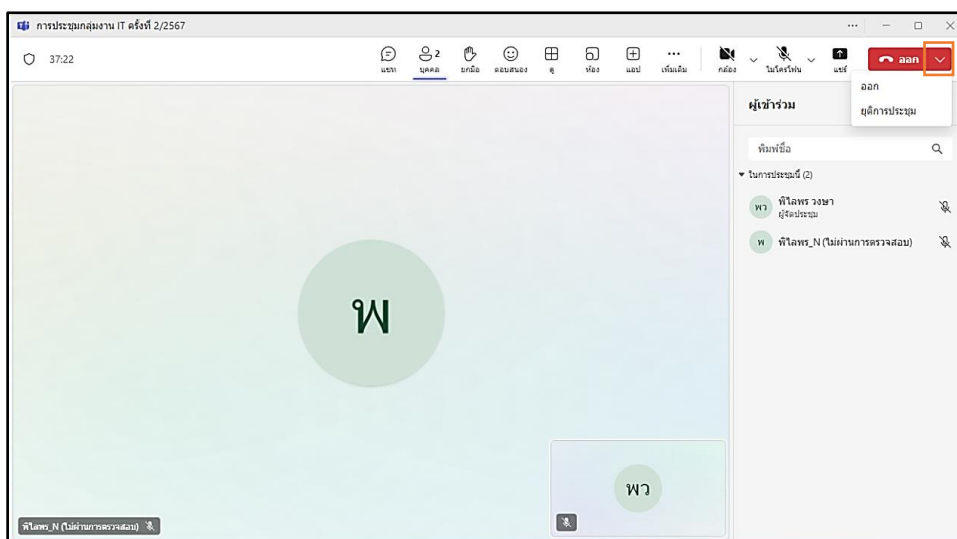 การประชุมกลุ่มงาน IT ครั้งที่ 2/2567
37:22
2
แชท บุคคล ยกมือ ตอบสนอง ดู ห้อง แอป เพิ่มเติม กล้อง ไมโครโฟน แชร์ ออก
ออก
ยุติการประชุม
ผู้เข้าร่วม
พิมพ์ชื่อ
ในการประชุมนี้ (2)
พว พิไลพร วงษา
ผู้จัดประชุม
พ พิไลพร_N (ไม่ผ่านการตรวจสอบ)
พ
พว
พิไลพร_N (ไม่ผ่านการตรวจสอบ)